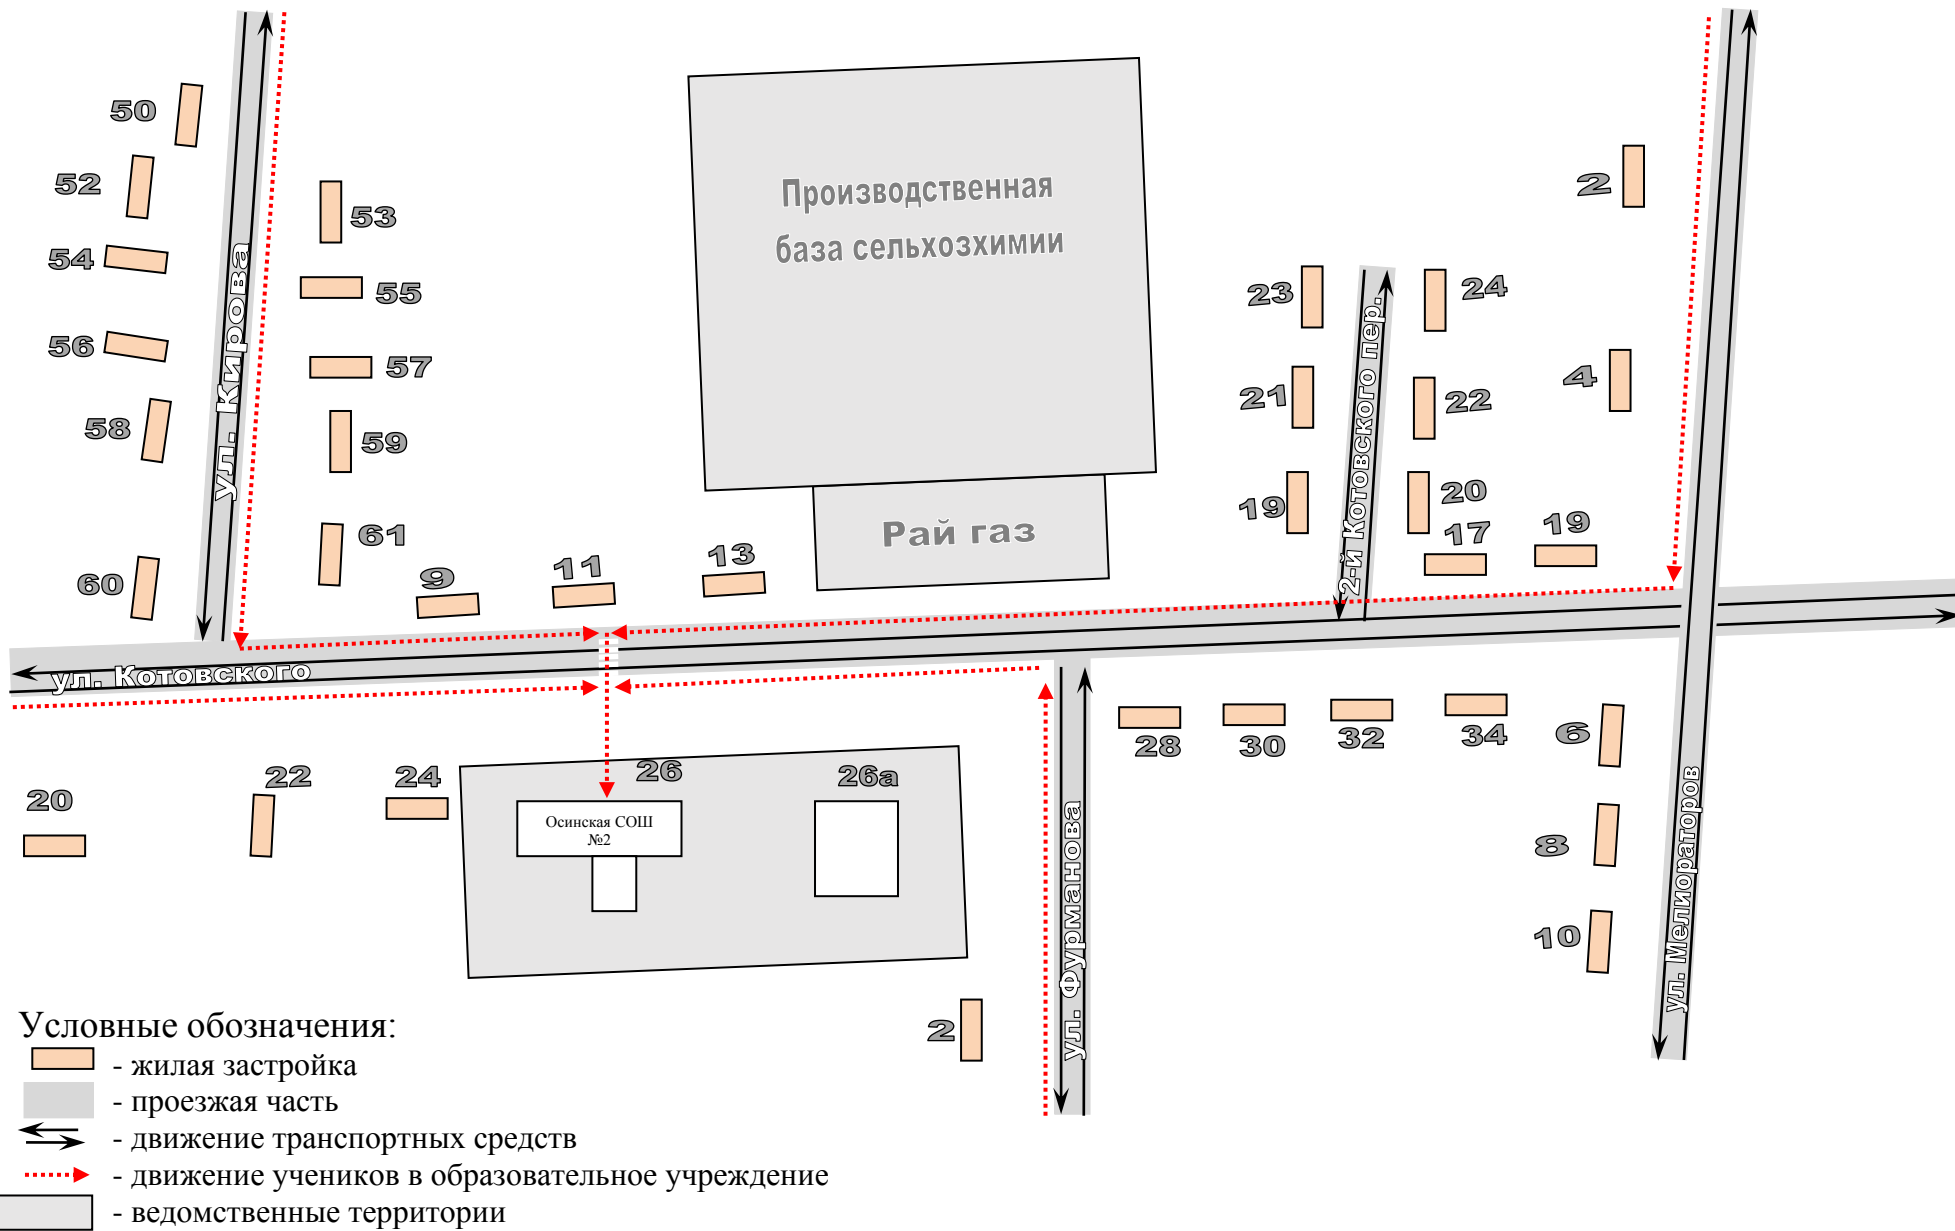 50
52
54
56
58
60
ул. Кирова
53
55
57
59
61
9
11
13
Производственная
база сельхозхимии
Рай газ
23
21
19
2-й Котовского пер.
24
22
20
17
19
2
4
ул. Котовского
20
22
24
26
26а
Осинская СОШ
№2
2
ул. Фурманова
28
30
32
34
6
8
10
ул. Мелиораторов
Условные обозначения:
- жилая застройка
- проезжая часть
- движение транспортных средств
- движение учеников в образовательное учреждение
- ведомственные территории